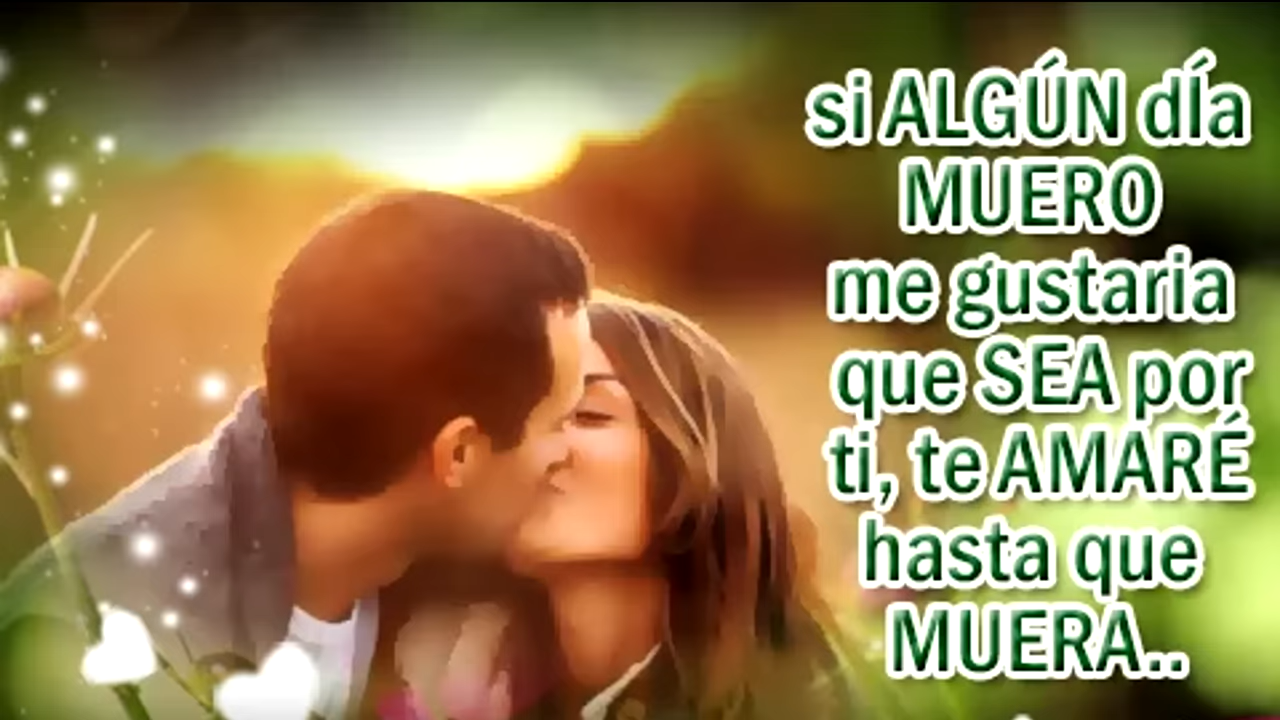 si ALGÚN dÍa
MUERO
me gustaria
que SEA por
ti, te AMARÉ
hasta que
MUERA..